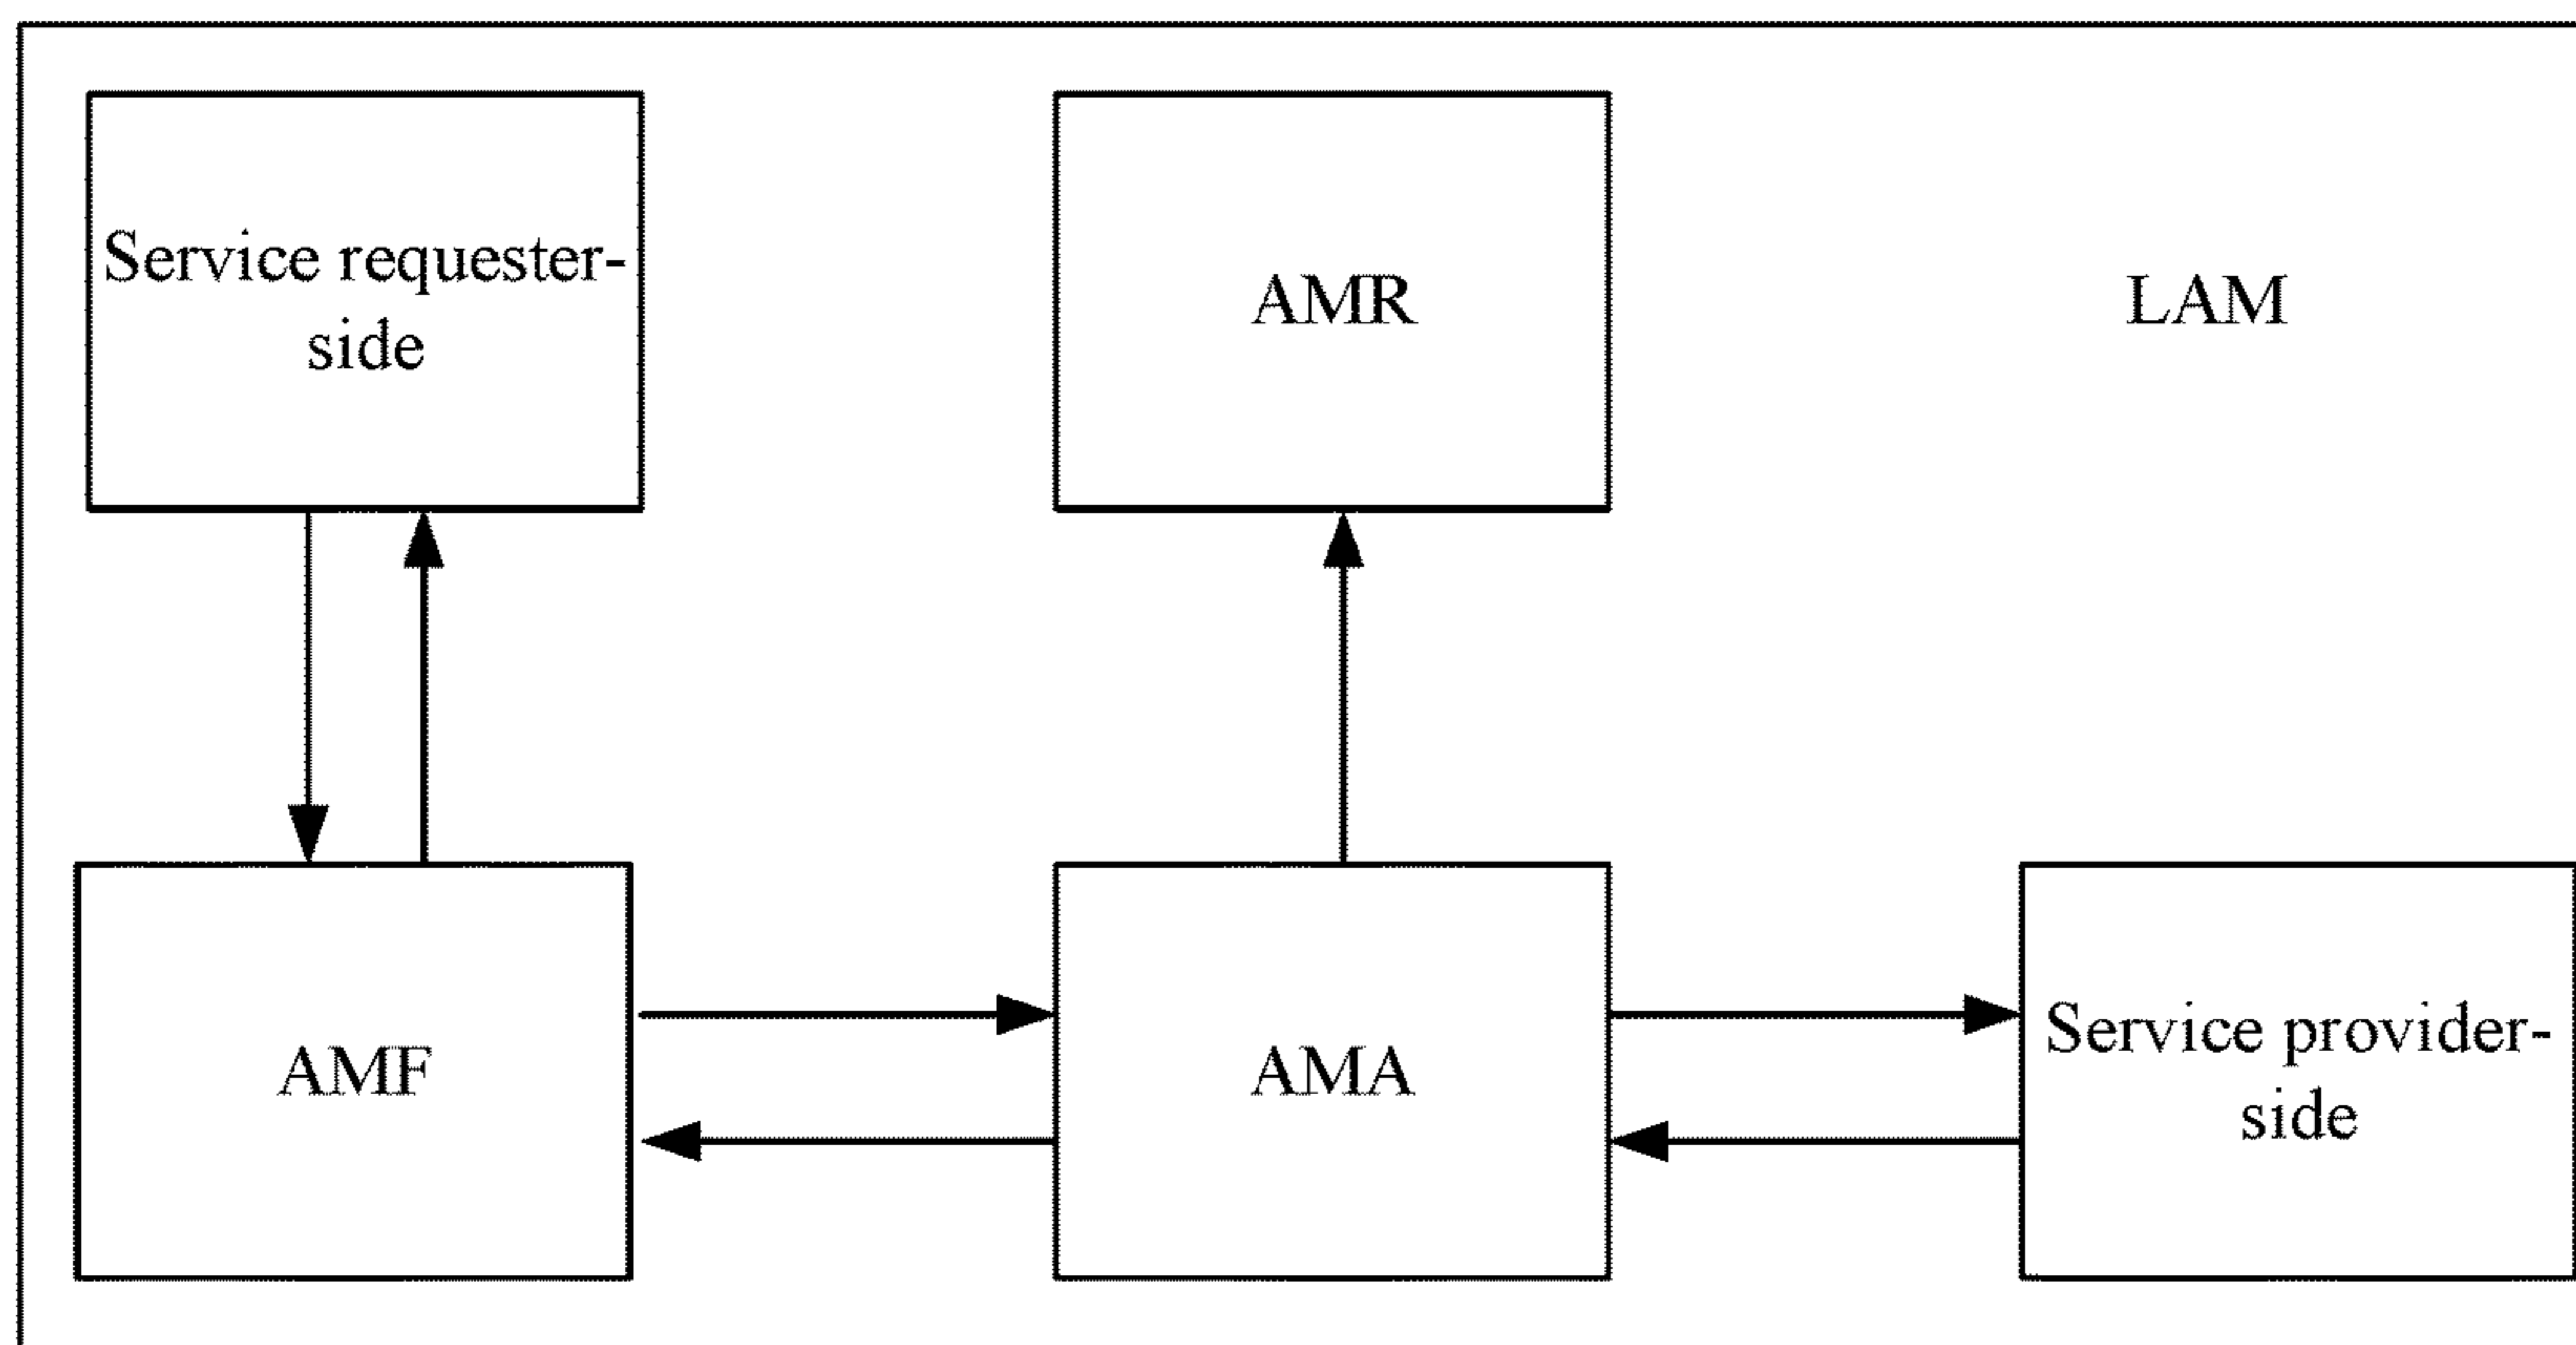 Service requester-
side
AMR
LAM
AMF
AMA
Service provider-
side